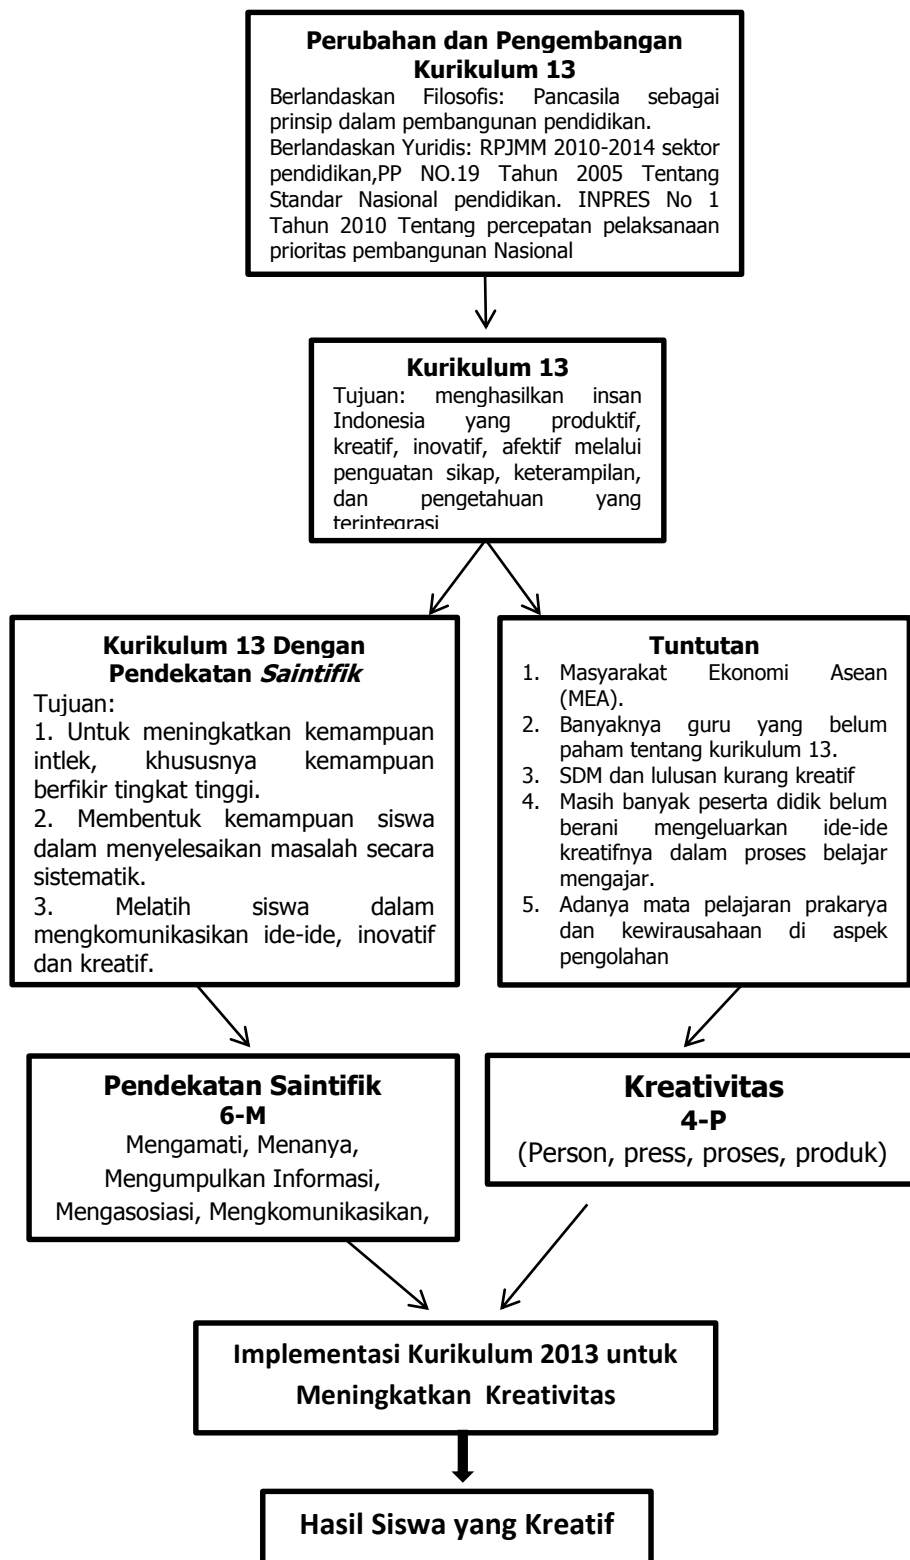 Perubahan dan Pengembangan
Kurikulum 13
Berlandaskan Filosofis: Pancasila sebagai
prinsip dalam pembangunan pendidikan.
Berlandaskan Yuridis: RPJMM 2010-2014 sektor
pendidikan,PP NO.19 Tahun 2005 Tentang
Standar Nasional pendidikan. INPRES No 1
Tahun 2010 Tentang percepatan pelaksanaan
prioritas pembangunan Nasional
Kurikulum 13
Tujuan: menghasilkan insan
Indonesia yang produktif,
kreatif, inovatif, afektif melalui
penguatan sikap, keterampilan,
dan pengetahuan yang
terintegrasi
Kurikulum 13 Dengan
Pendekatan Saintifik
Tujuan:
1. Untuk meningkatkan kemampuan
intlek, khususnya kemampuan
berfikir tingkat tinggi.
2. Membentuk kemampuan siswa
dalam menyelesaikan masalah secara
sistematik.
3. Melatih siswa dalam
mengkomunikasikan ide-ide, inovatif
dan kreatif.
Tuntutan
1. Masyarakat Ekonomi Asean
(MEA).
2. Banyaknya guru yang belum
paham tentang kurikulum 13.
3. SDM dan lulusan kurang kreatif
4. Masih banyak peserta didik belum
berani mengeluarkan ide-ide
kreatifnya dalam proses belajar
mengajar.
5. Adanya mata pelajaran prakarya
dan kewirausahaan di aspek
pengolahan
Pendekatan Saintifik
6-M
Mengamati, Menanya,
Mengumpulkan Informasi,
Mengasosiasi, Mengkomunikasikan,
Kreativitas
4-P
(Person, press, proses, produk)
Implementasi Kurikulum 2013 untuk
Meningkatkan Kreativitas
Hasil Siswa yang Kreatif